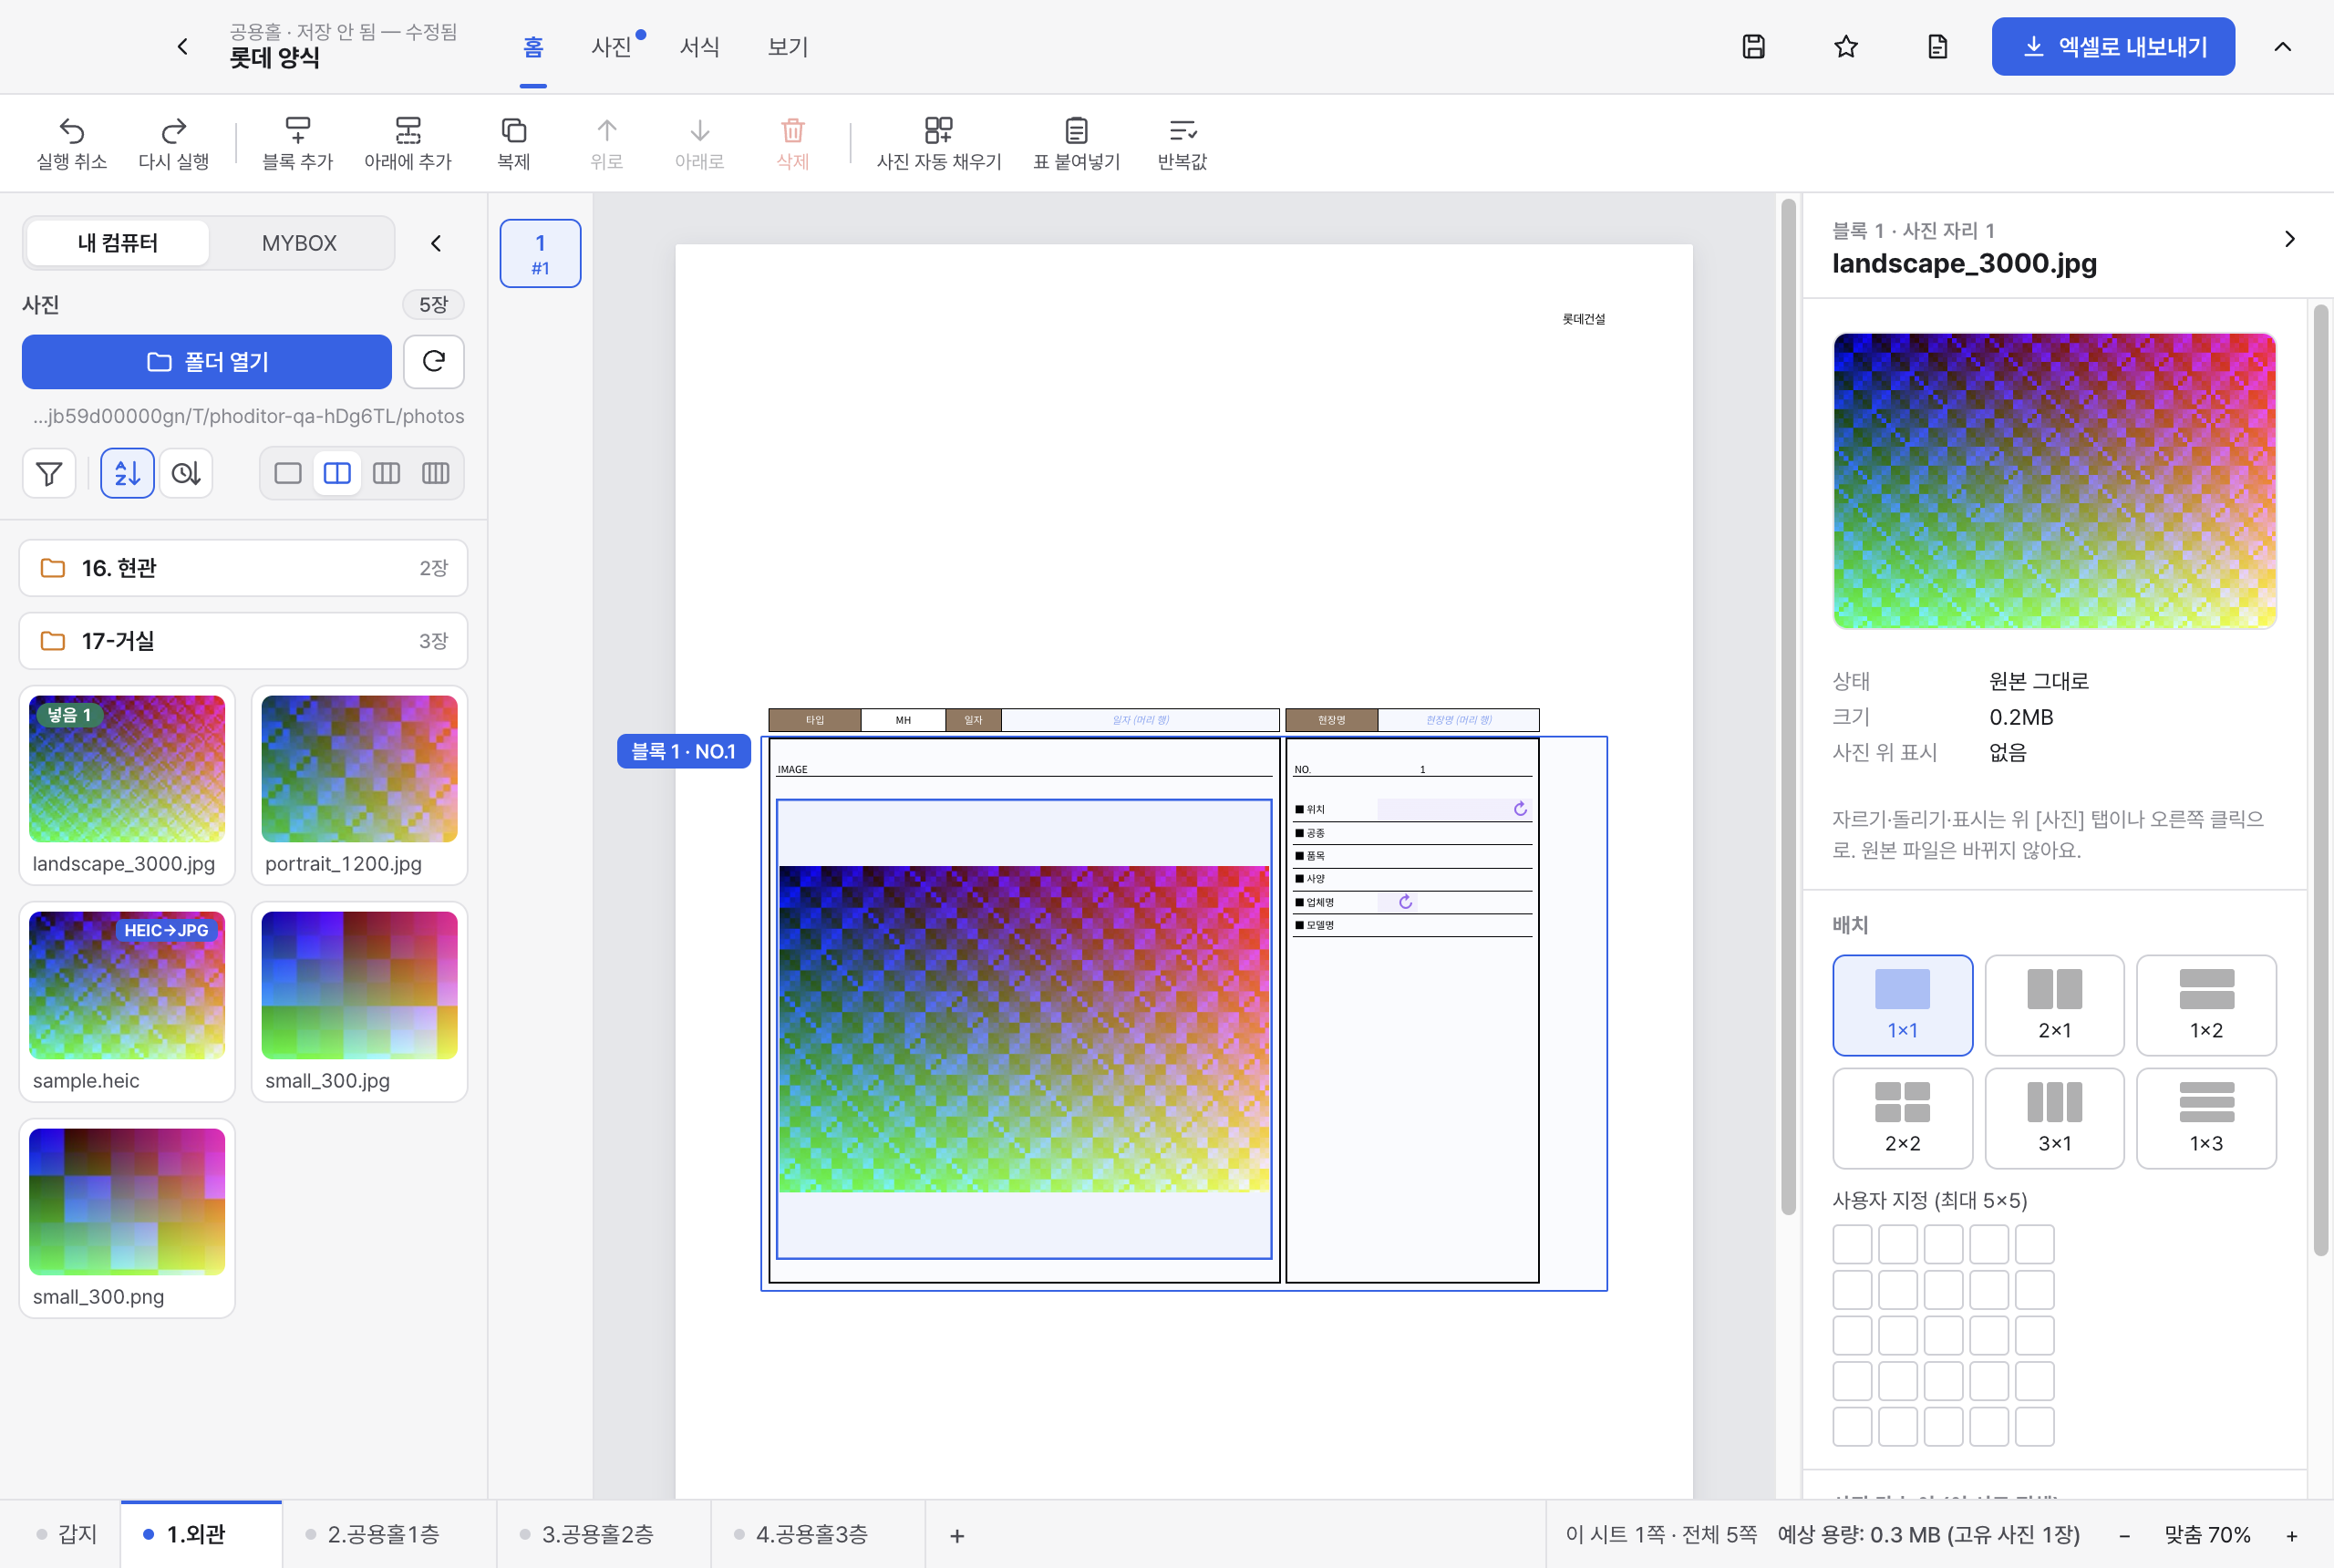 공용홀 · 저장 안 됨 — 수정됨
롯데 양식
홈
사진
서식
보기
엑셀로 내보내기
실행 취소
다시 실행
블록 추가
아래에 추가
복제
위로
아래로
삭제
사진 자동 채우기
표 붙여넣기
반복값
내 컴퓨터
MYBOX
사진
5장
폴더 열기
...jb59d00000gn/T/phoditor-qa-hDg6TL/photos
16. 현관
2장
17-거실
3장
넣음 1
landscape_3000.jpg
portrait_1200.jpg
HEIC→JPG
sample.heic
small_300.jpg
small_300.png
1
#1
롯데건설
타입
MH
일자
일자 (머리 행)
현장명
현장명 (머리 행)
블록 1 · NO.1
IMAGE
NO.
1
■ 위치
■ 공종
■ 품목
■ 사양
■ 업체명
■ 모델명
블록 1 · 사진 자리 1
landscape_3000.jpg
상태
원본 그대로
크기
0.2MB
사진 위 표시
없음
자르기·돌리기·표시는 위 [사진] 탭이나 오른쪽 클릭으
로. 원본 파일은 바뀌지 않아요.
배치
1×1
2×1
1×2
2×2
3×1
1×3
사용자 지정 (최대 5×5)
갑지
1.외관
2.공용홀1층
3.공용홀2층
4.공용홀3층
+
이 시트 1쪽 · 전체 5쪽
예상 용량: 0.3 MB (고유 사진 1장)
−
맞춤 70%
+